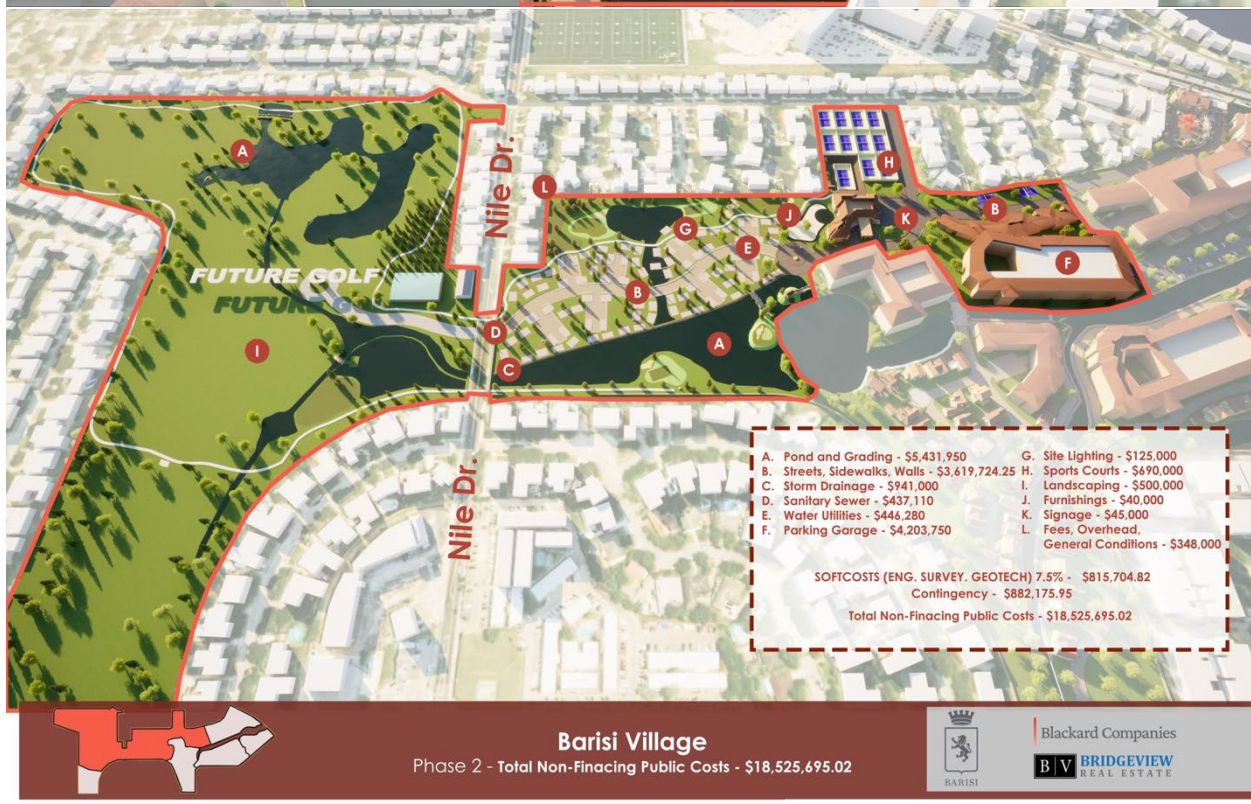 A
Nile Dr.
L
H
J
K
B
G
E
F
B
FUTURE GOLF
D
I
A
C
Nile Dr.
A. Pond and Grading - $5,431,950
B. Streets, Sidewalks, Walls - $3,619,724.25
C. Storm Drainage - $941,000
D. Sanitary Sewer - $437,110
E. Water Utilities - $446,280
F. Parking Garage - $4,203,750
G. Site Lighting - $125,000
H. Sports Courts - $690,000
I. Landscaping - $500,000
J. Furnishings - $40,000
K. Signage - $45,000
L. Fees, Overhead,
General Conditions - $348,000
SOFTCOSTS (ENG. SURVEY. GEOTECH) 7.5% - $815,704.82
Contingency - $882,175.95
Total Non-Finacing Public Costs - $18,525,695.02
Barisi Village
Phase 2 - Total Non-Finacing Public Costs - $18,525,695.02
BARISI
Blackard Companies
BV BRIDGEVIEW
REAL ESTATE